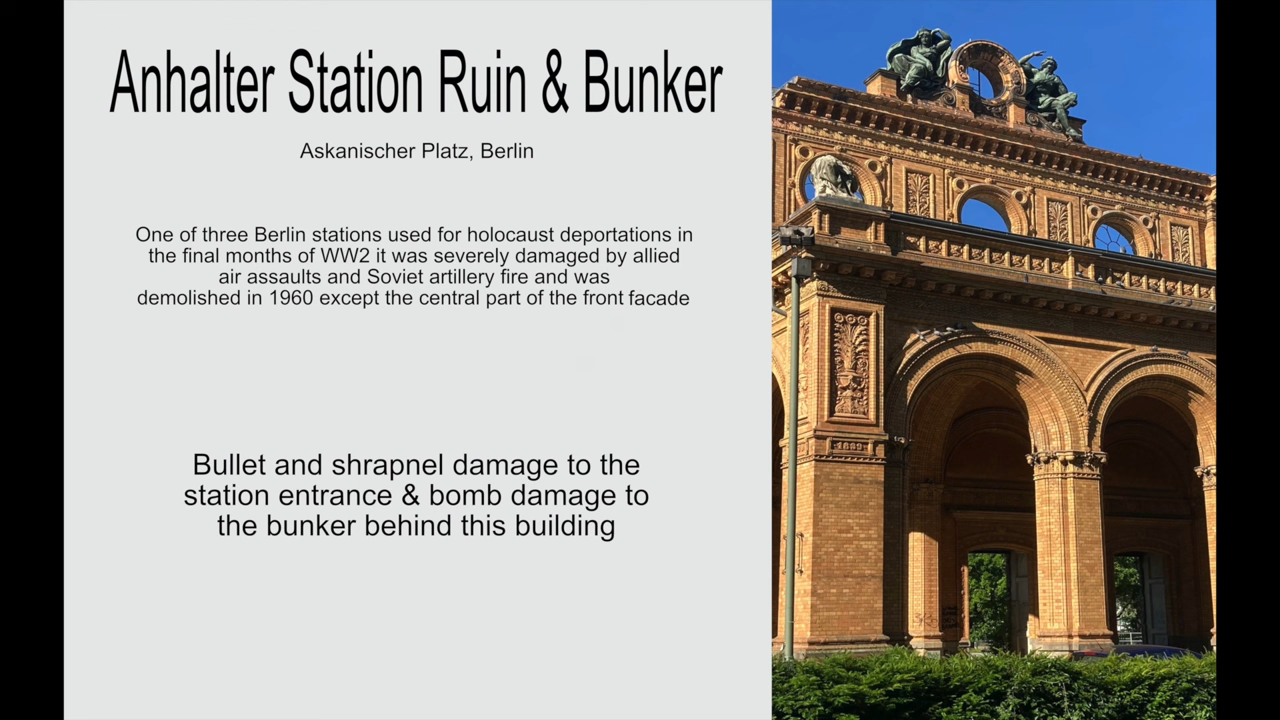 Anhalter Station Ruin & Bunker
Askanischer Platz, Berlin
One of three Berlin stations used for holocaust deportations in
the final months of WW2 it was severely damaged by allied
air assaults and Soviet artillery fire and was
demolished in 1960 except the central part of the front facade
Bullet and shrapnel damage to the
station entrance & bomb damage to
the bunker behind this building